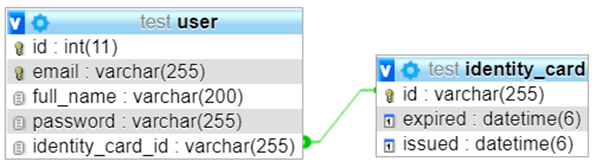 test user
id : int(11)
email : varchar(255)
full_name : varchar(200)
password : varchar(255)
identity_card_id : varchar(255)
test identity_card
id : varchar(255)
expired : datetime(6)
issued : datetime(6)